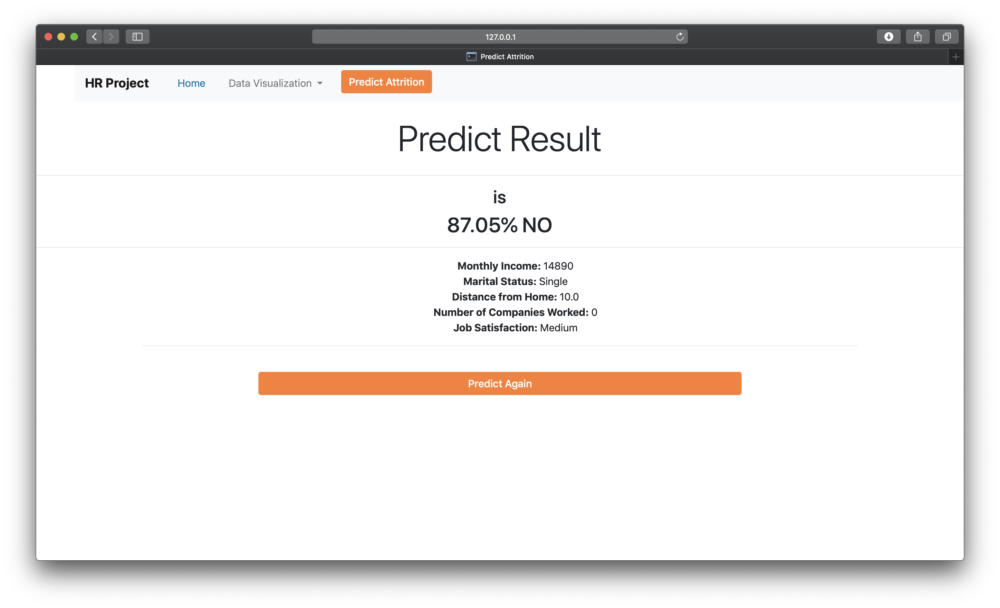 127.0.0.1
Predict Attrition
HR Project Home Data Visualization Predict Attrition
Predict Result
is
87.05% NO
Monthly Income: 14890
Marital Status: Single
Distance from Home: 10.0
Number of Companies Worked: 0
Job Satisfaction: Medium
Predict Again